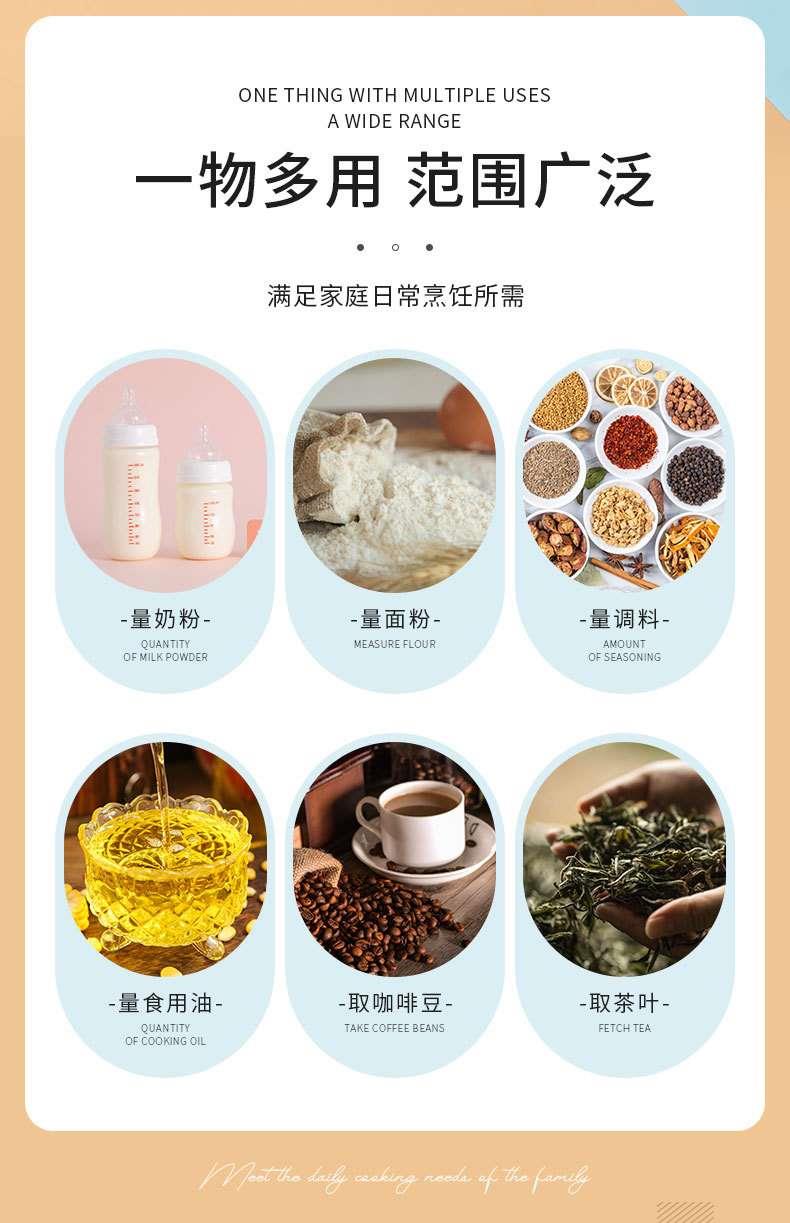 ONE THING WITH MULTIPLE USES
A WIDE RANGE
一物多用 范围广泛
满足家庭日常烹饪所需
-量奶粉-
QUANTITY
OF MILK POWDER
-量面粉-
MEASURE FLOUR
-量调料-
AMOUNT
OF SEASONING
-量食用油-
QUANTITY
OF COOKING OIL
-取咖啡豆-
TAKE COFFEE BEANS
-取茶叶-
FETCH TEA
Meet the daily cooking needs of the family